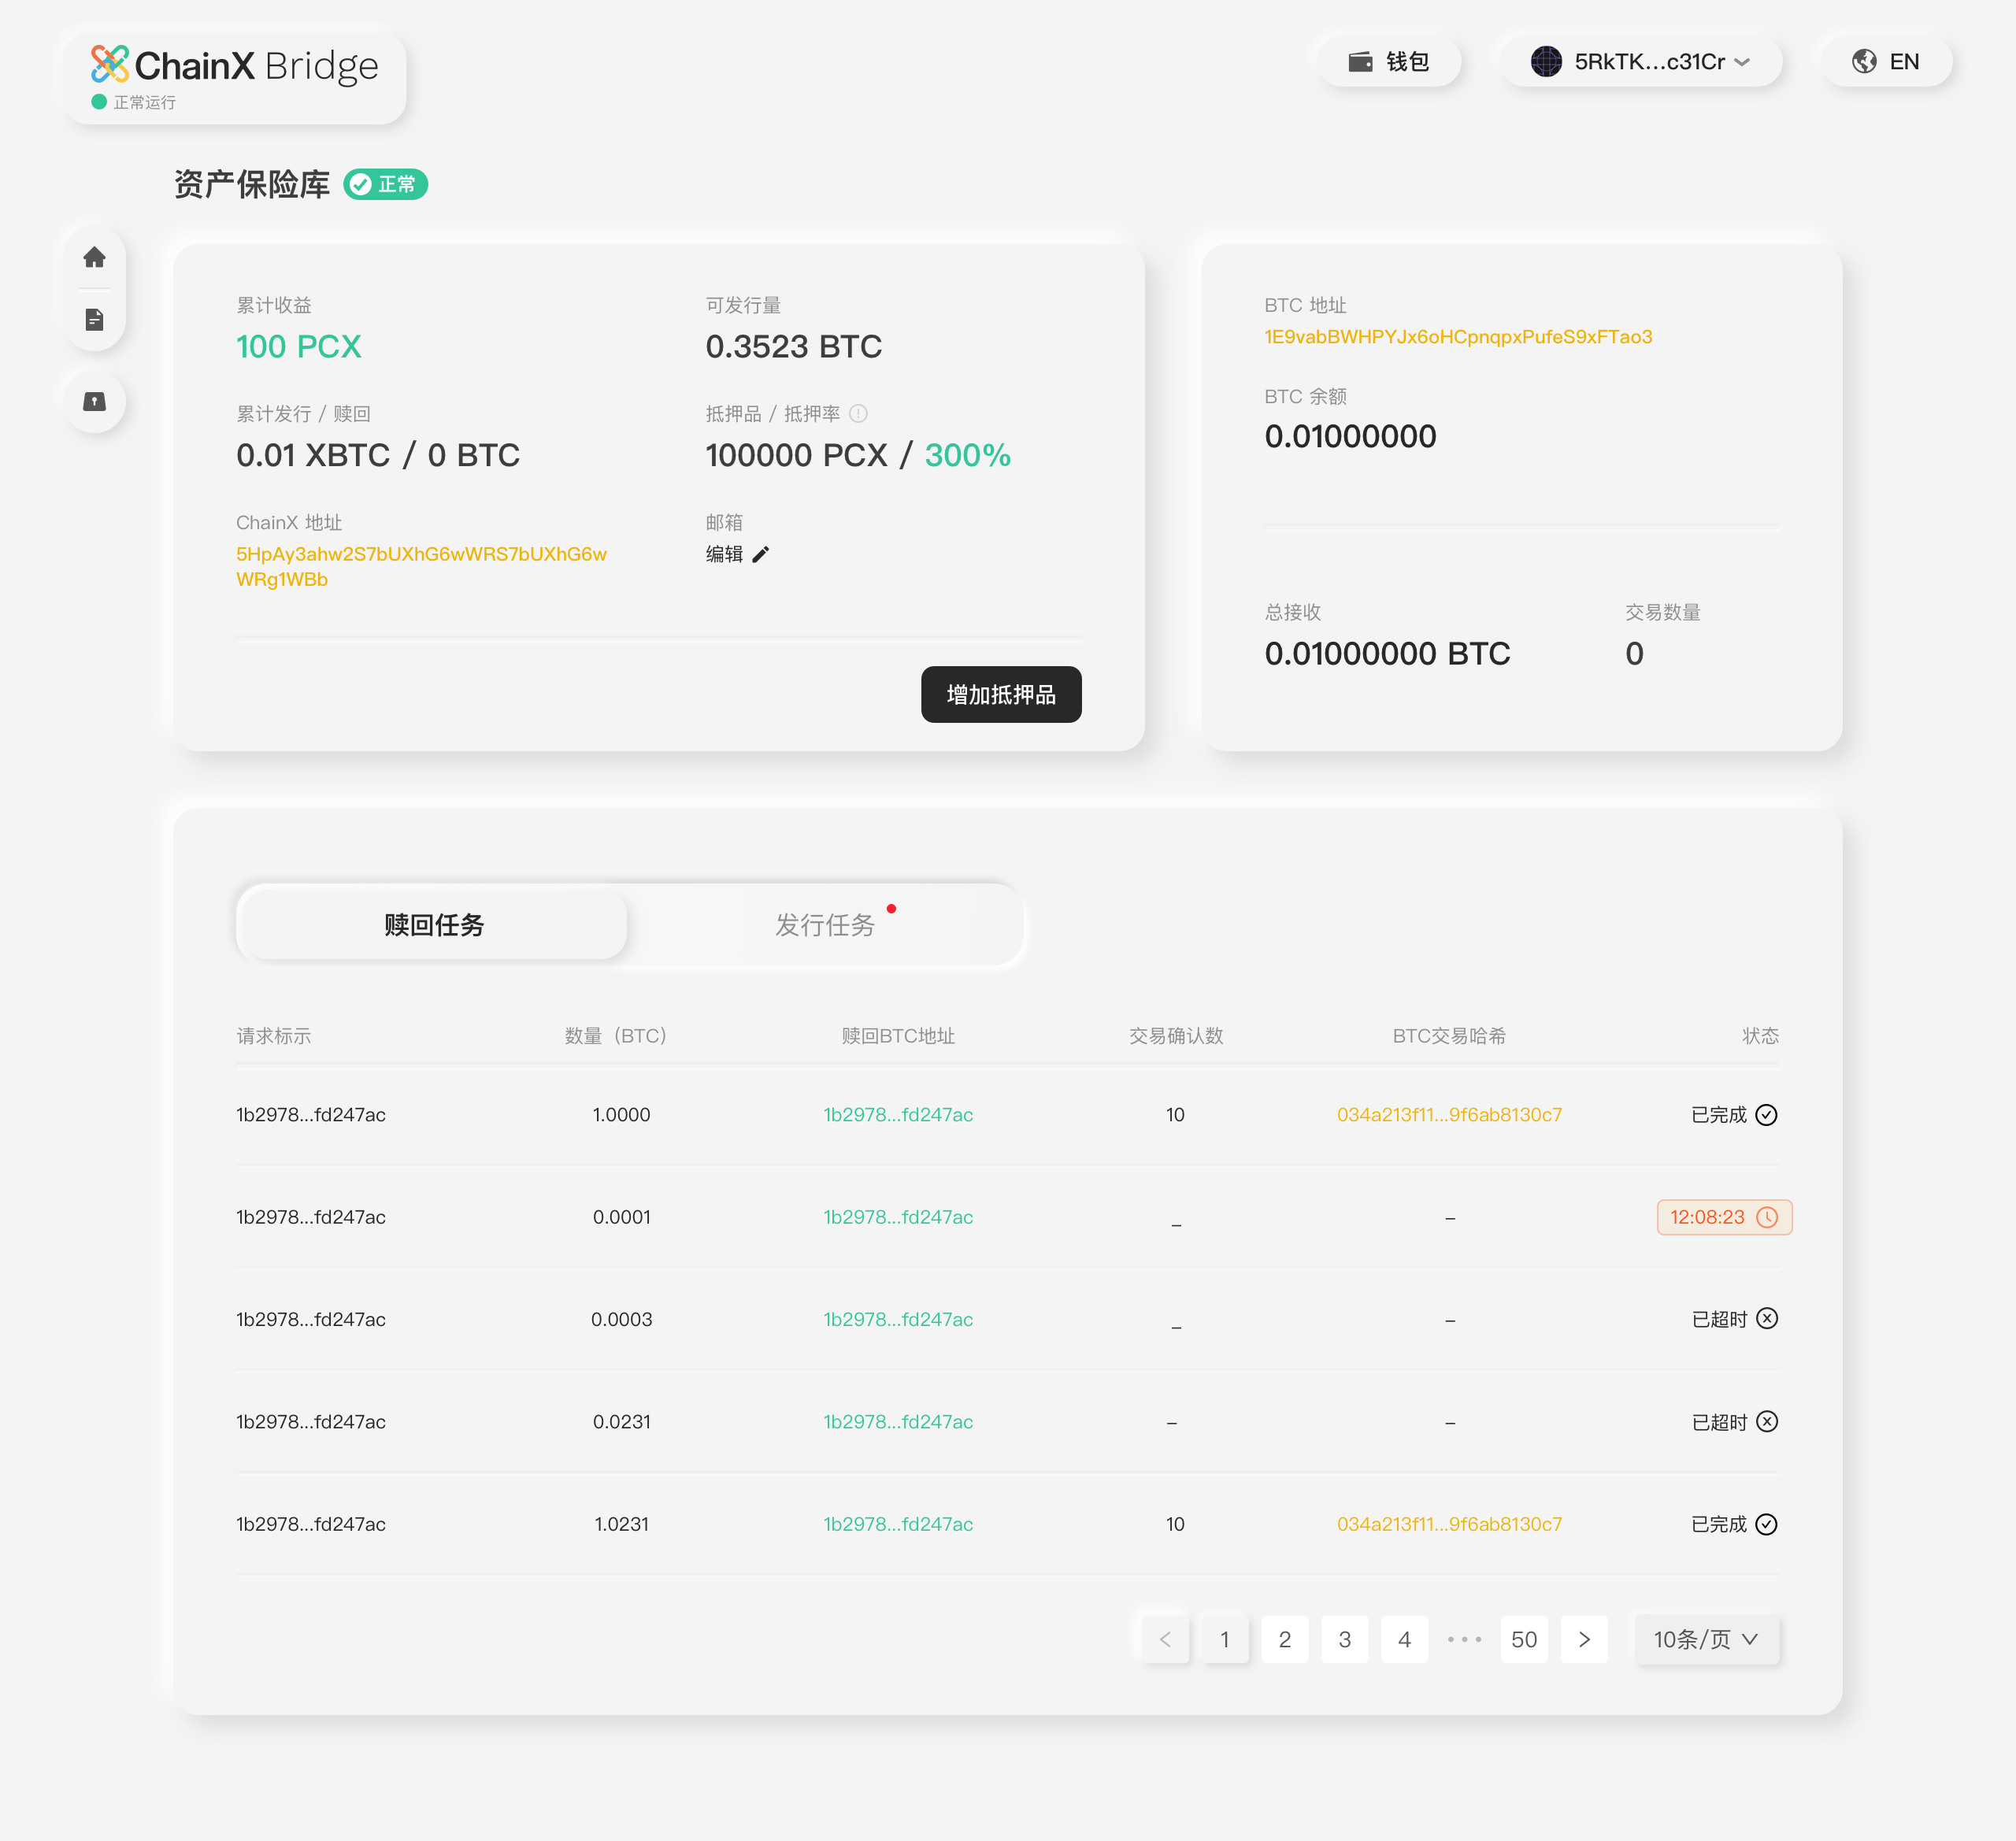 ChainX Bridge
正常运行
钱包
5RkTK...c31Cr
EN
资产保险库
正常
累计收益
100 PCX
可发行量
0.3523 BTC
累计发行 / 赎回
0.01 XBTC / 0 BTC
抵押品 / 抵押率
100000 PCX / 300%
ChainX 地址
5HpAy3ahw2S7bUXhG6wWRS7bUXhG6w
WRg1WBb
邮箱
编辑
增加抵押品
BTC 地址
1E9vabBWHPYJx6oHCpnqpxPufeS9xFTao3
BTC 余额
0.01000000
总接收
0.01000000 BTC
交易数量
0
赎回任务 发行任务
请求标示 数量（BTC） 赎回BTC地址 交易确认数 BTC交易哈希 状态
1b2978...fd247ac 1.0000 1b2978...fd247ac 10 034a213f11...9f6ab8130c7 已完成
1b2978...fd247ac 0.0001 1b2978...fd247ac _ – 12:08:23
1b2978...fd247ac 0.0003 1b2978...fd247ac _ – 已超时
1b2978...fd247ac 0.0231 1b2978...fd247ac – – 已超时
1b2978...fd247ac 1.0231 1b2978...fd247ac 10 034a213f11...9f6ab8130c7 已完成
< 1 2 3 4 ••• 50 > 10条/页